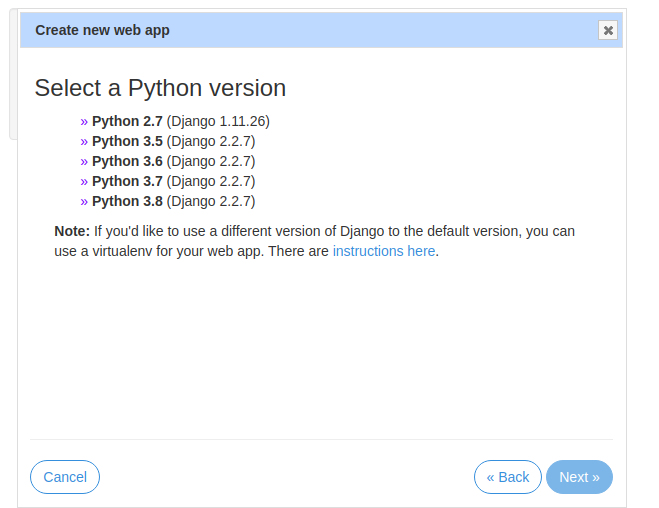 Create new web app
Select a Python version
» Python 2.7 (Django 1.11.26)
» Python 3.5 (Django 2.2.7)
» Python 3.6 (Django 2.2.7)
» Python 3.7 (Django 2.2.7)
» Python 3.8 (Django 2.2.7)
Note: If you'd like to use a different version of Django to the default version, you can
use a virtualenv for your web app. There are instructions here.
Cancel
« Back
Next »